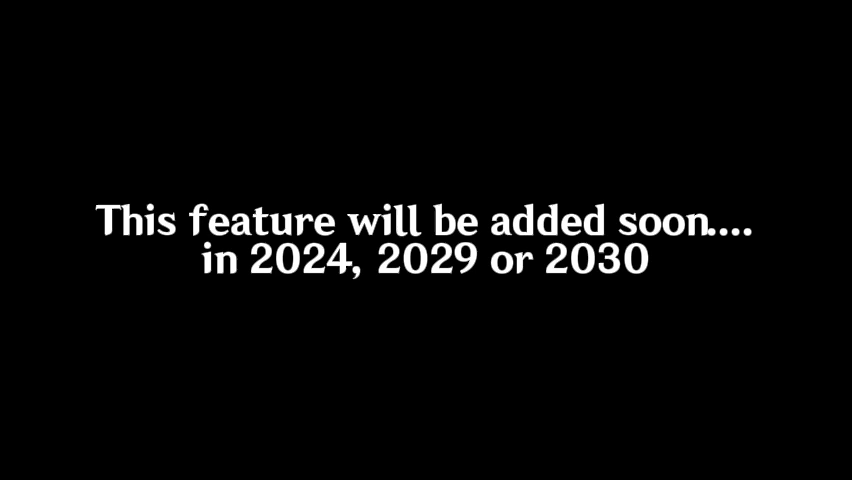 This feature will be added soon....
in 2024, 2029 or 2030